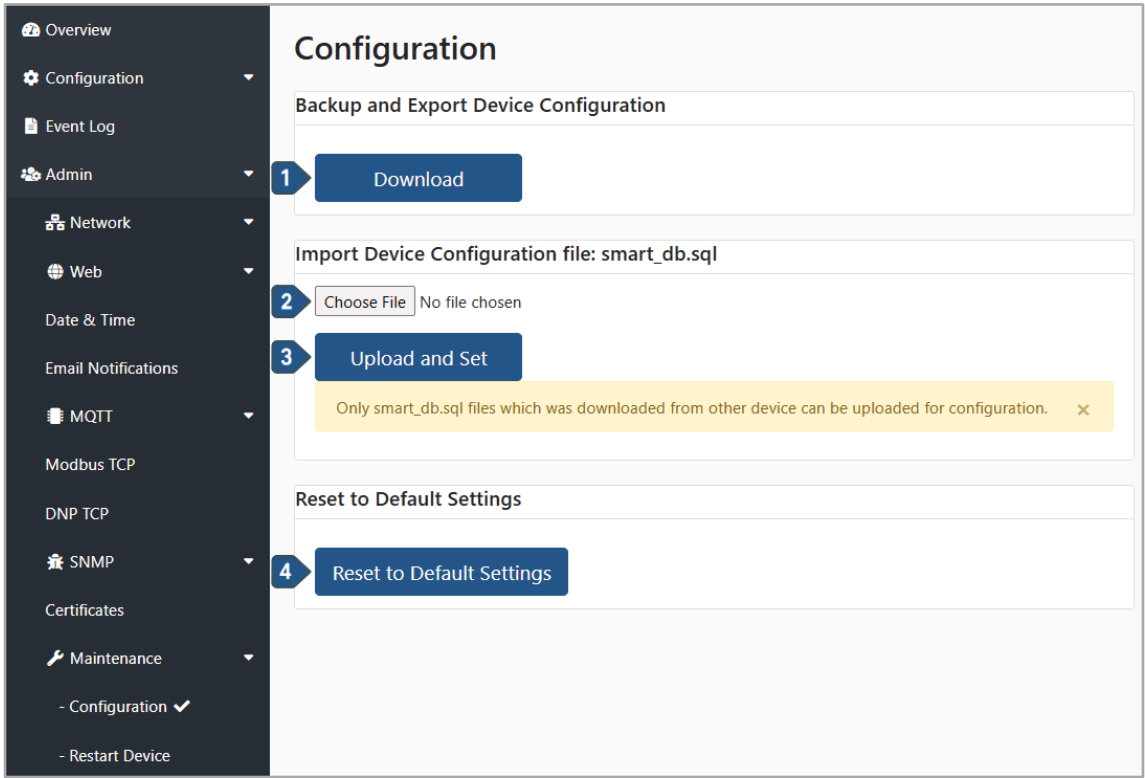 Overview
Configuration
Event Log
Admin
Network
Web
Date & Time
Email Notifications
MQTT
Modbus TCP
DNP TCP
SNMP
Certificates
Maintenance
- Configuration
- Restart Device
Configuration
Backup and Export Device Configuration
1 Download
Import Device Configuration file: smart_db.sql
2 Choose File No file chosen
3 Upload and Set
Only smart_db.sql files which was downloaded from other device can be uploaded for configuration. ×
Reset to Default Settings
4 Reset to Default Settings